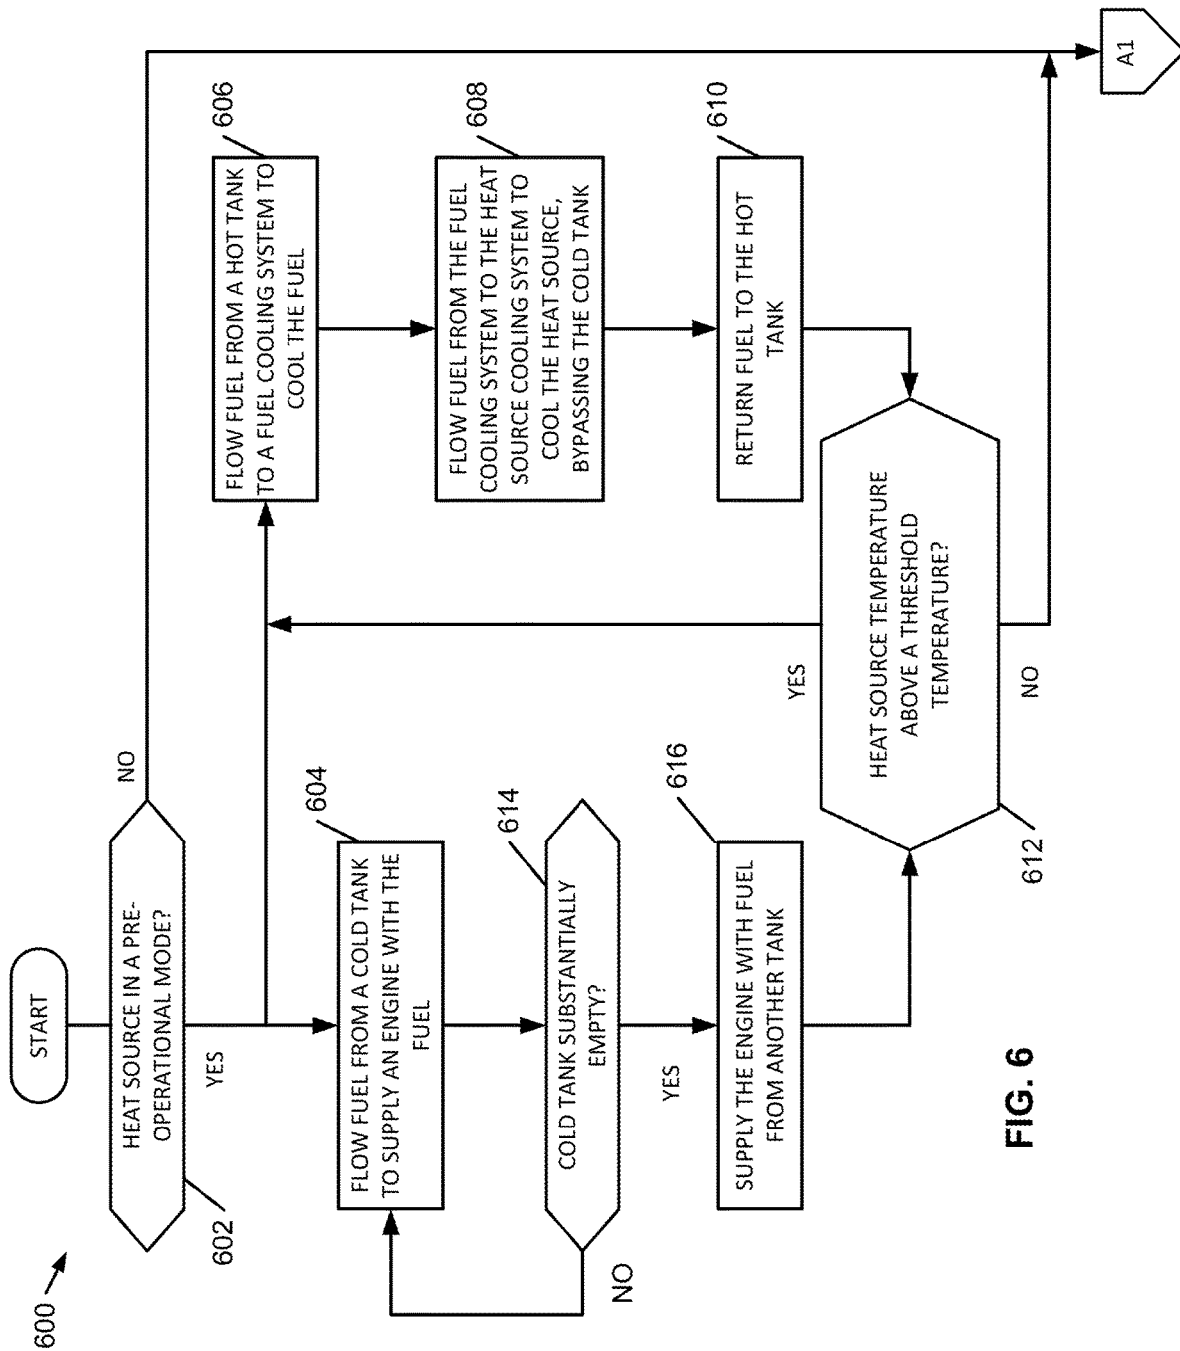 600
START
HEAT SOURCE IN A PRE-
OPERATIONAL MODE?
602
NO
YES
FLOW FUEL FROM A COLD TANK
TO SUPPLY AN ENGINE WITH THE
FUEL
604
COLD TANK SUBSTANTIALLY
EMPTY?
614
NO
YES
SUPPLY THE ENGINE WITH FUEL
FROM ANOTHER TANK
616
FLOW FUEL FROM A HOT TANK
TO A FUEL COOLING SYSTEM TO
COOL THE FUEL
606
FLOW FUEL FROM THE FUEL
COOLING SYSTEM TO THE HEAT
SOURCE COOLING SYSTEM TO
COOL THE HEAT SOURCE,
BYPASSING THE COLD TANK
608
RETURN FUEL TO THE HOT
TANK
610
HEAT SOURCE TEMPERATURE
ABOVE A THRESHOLD
TEMPERATURE?
612
YES
NO
A1
FIG. 6